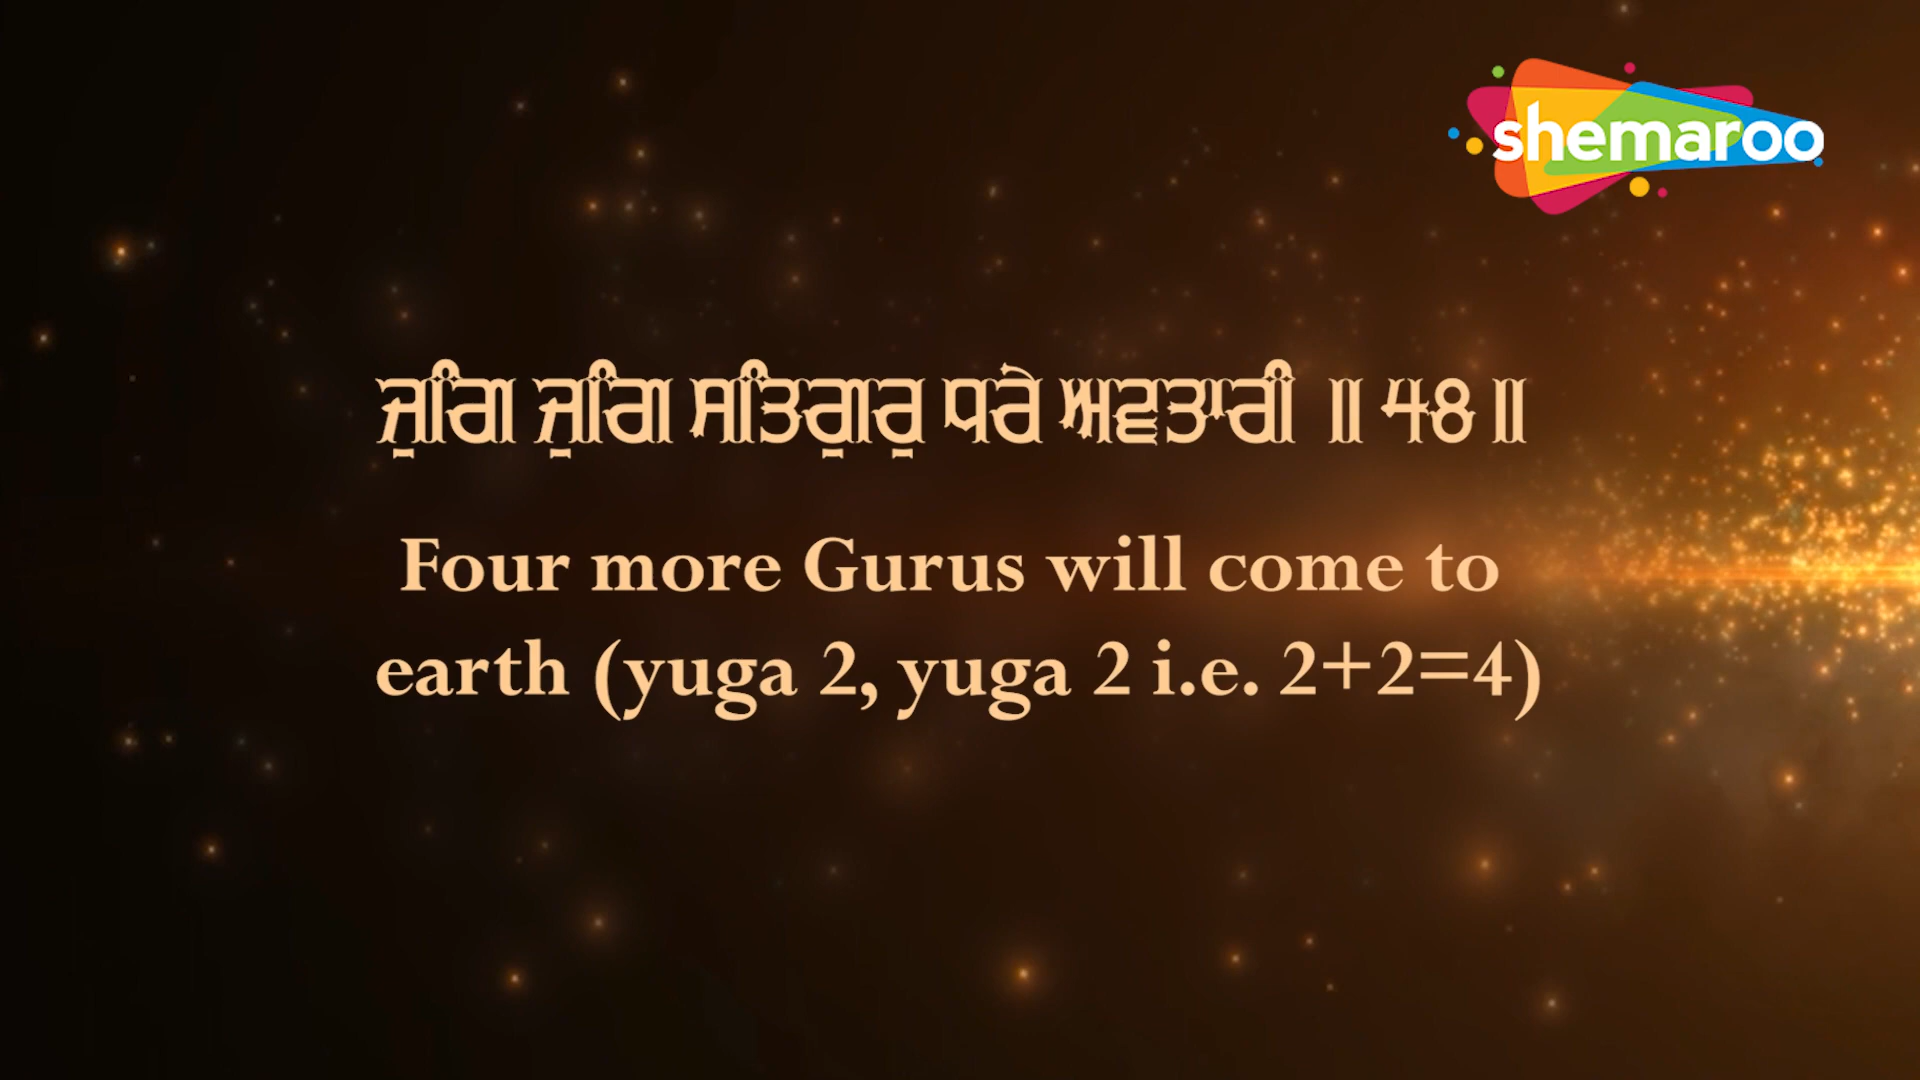 shemaroo
ਜੁਗਿ ਜੁਗਿ ਸਤਿਗੁਰੁ ਧਰੇ ਅਵਤਾਰੀ ॥ 48 ॥
Four more Gurus will come to
earth (yuga 2, yuga 2 i.e. 2+2=4)